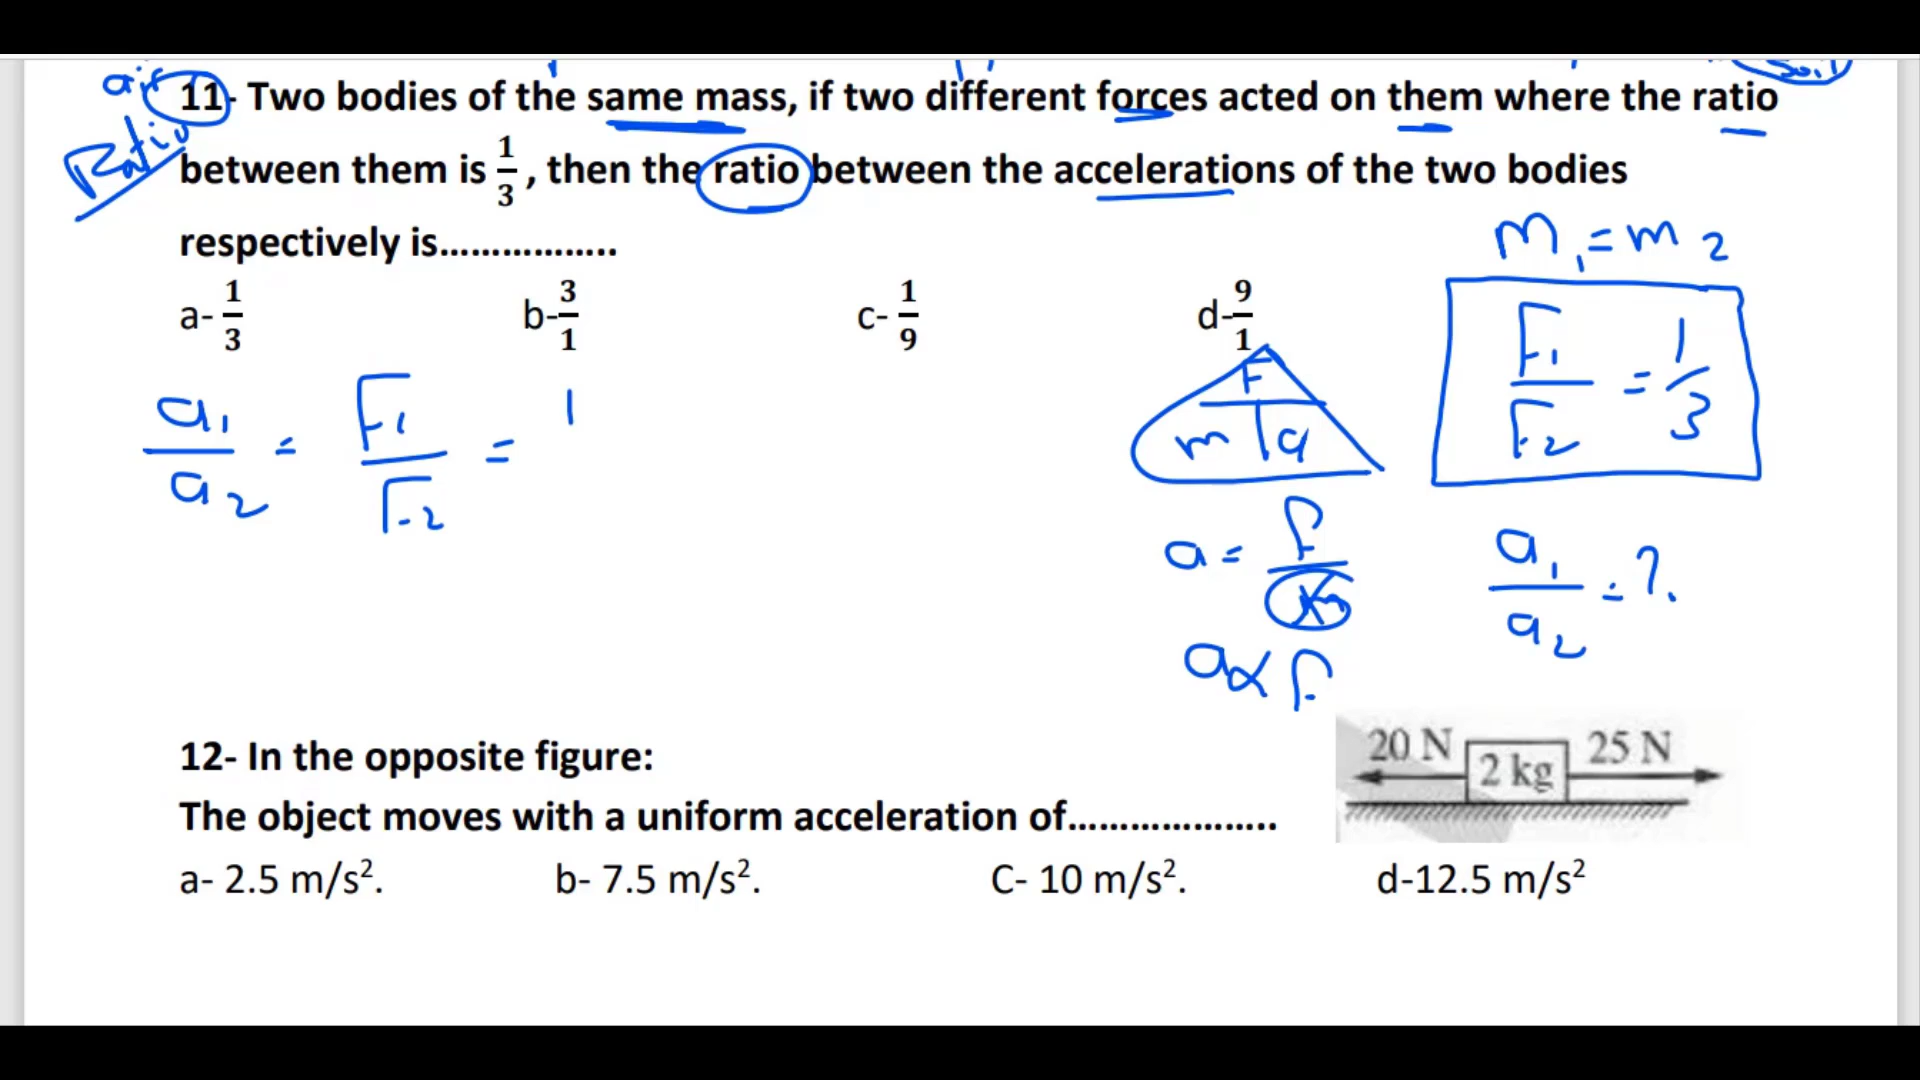 air
11- Two bodies of the same mass, if two different forces acted on them where the ratio
Ratio
between them is 1/3, then the ratio between the accelerations of the two bodies
respectively is.................
m₁ = m₂
a- 1/3 b- 3/1 c- 1/9 d- 9/1
F₁/F₂ = 1/3
F
m a
a₁/a₂ = F₁/F₂ = 1
a = F/m
a₁/a₂ = ?
a α F
12- In the opposite figure:
20 N 2 kg 25 N
The object moves with a uniform acceleration of....................
a- 2.5 m/s². b- 7.5 m/s². C- 10 m/s². d-12.5 m/s²